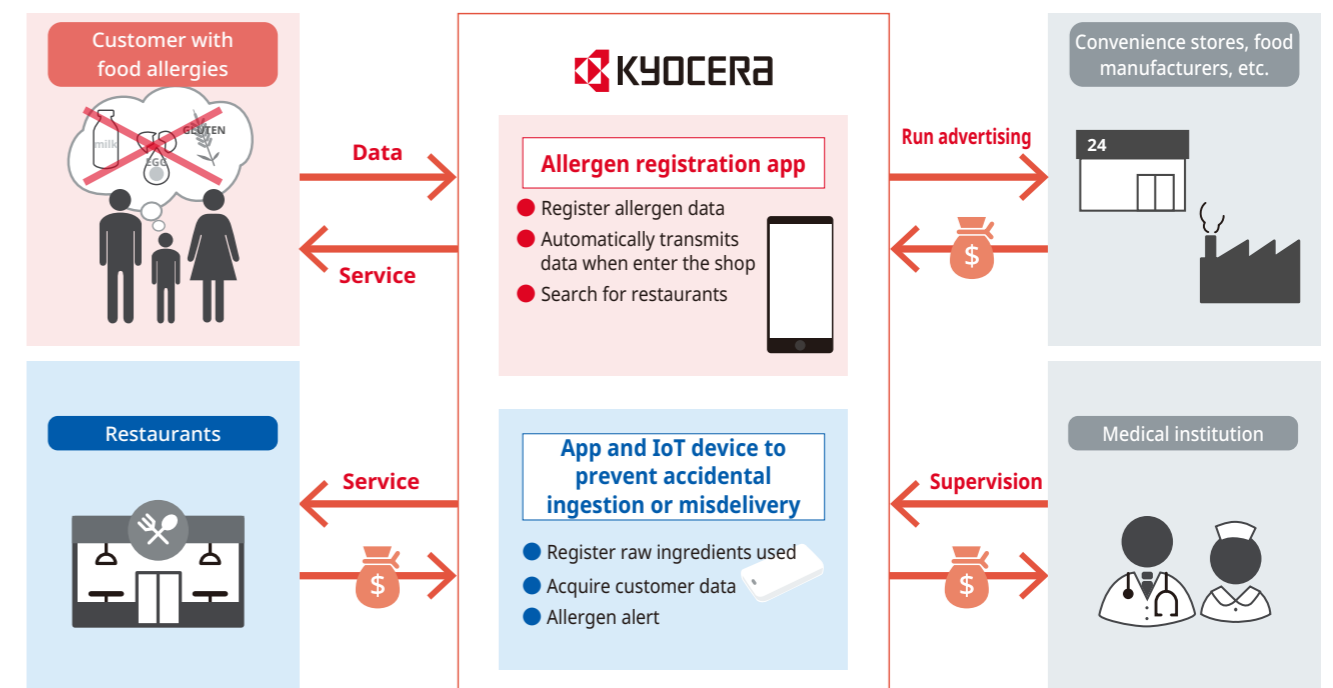 Customer with
food allergies
milk
EGG
GLUTEN
Data
Service
KYOCERA
Allergen registration app
Register allergen data
Automatically transmits
data when enter the shop
Search for restaurants
Run advertising
$
Convenience stores, food
manufacturers, etc.
24
Restaurants
Service
$
App and IoT device to
prevent accidental
ingestion or misdelivery
Register raw ingredients used
Acquire customer data
Allergen alert
Supervision
$
Medical institution